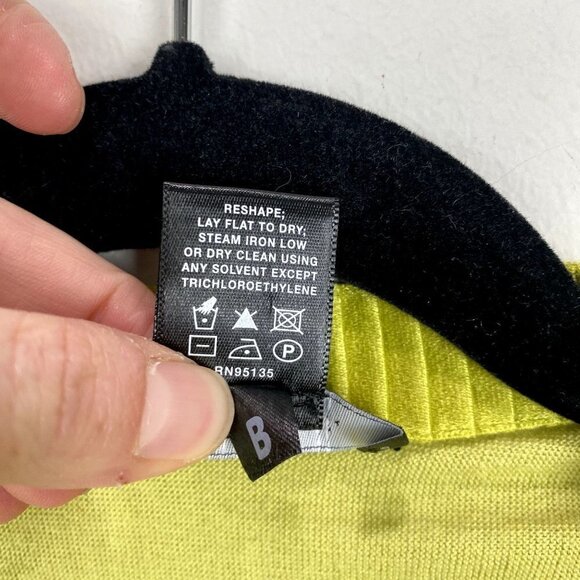 RESHAPE;
LAY FLAT TO DRY;
STEAM IRON LOW
OR DRY CLEAN USING
ANY SOLVENT EXCEPT
TRICHLOROETHYLENE
P
RN95135
B